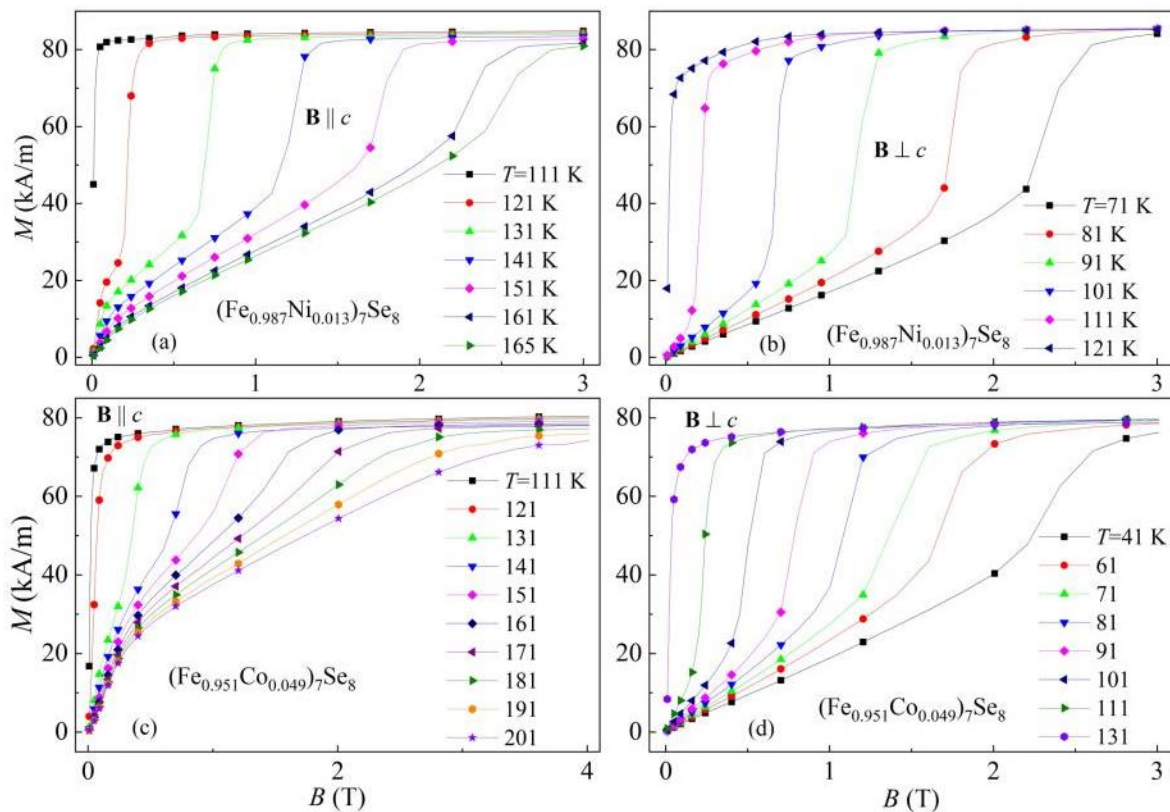 M (kA/m)
80
60
40
20
0
B || c
T=111 K
121 K
131 K
141 K
151 K
161 K
165 K
(a)
(Fe0.987Ni0.013)7Se8
0
1
2
3
80
60
40
20
0
B ⊥ c
T=71 K
81 K
91 K
101 K
111 K
121 K
(b)
(Fe0.987Ni0.013)7Se8
0
1
2
3
M (kA/m)
80
60
40
20
0
B || c
T=111 K
121
131
141
151
161
171
181
191
201
(Fe0.951Co0.049)7Se8
(c)
0
1
2
3
4
B (T)
80
60
40
20
0
B ⊥ c
T=41 K
61
71
81
91
101
111
131
(Fe0.951Co0.049)7Se8
(d)
0
1
2
3
B (T)